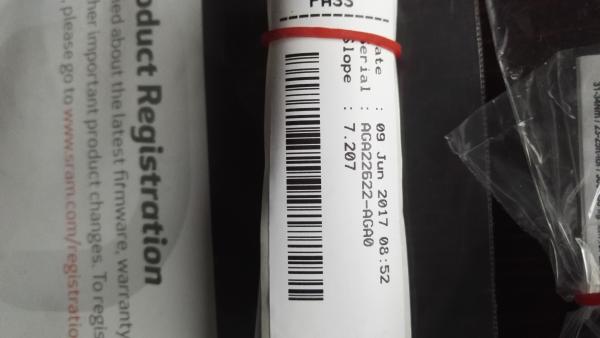 oduct Registration
ed about the latest firmware, warranty
her important product changes. To regis
, please go to www.sram.com/registratio
PASS
ate : 09 Jun 2017 08:52
erial : AGA22622-AGA0
Slope : 7.207